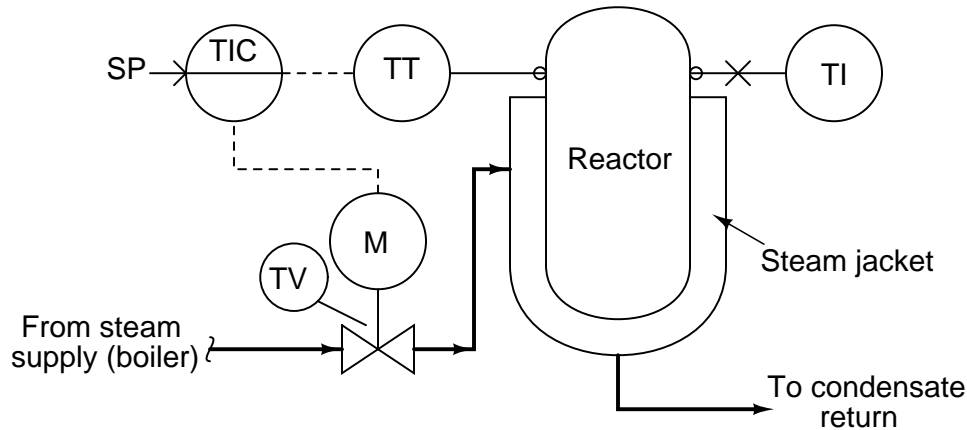 TIC
SP
TT
TI
Reactor
M
TV
Steam jacket
From steam
supply (boiler)
To condensate
return